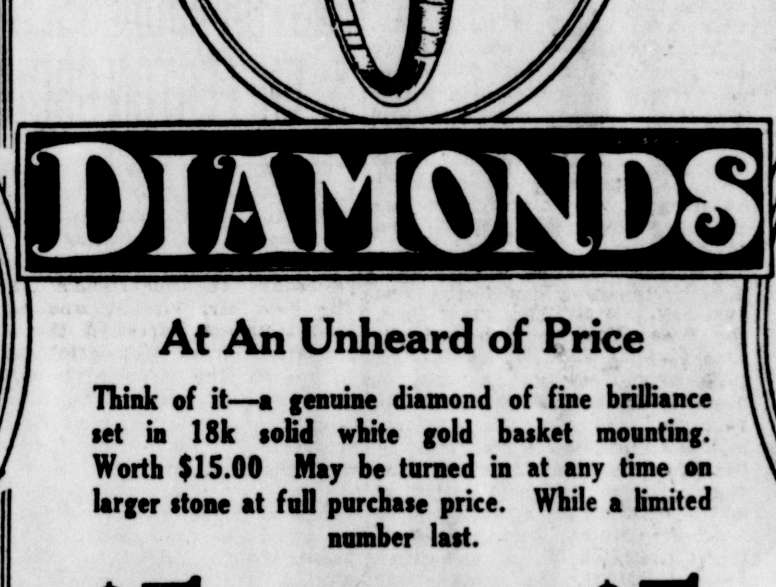 DIAMONDS
At An Unheard of Price
Think of it—a genuine diamond of fine brilliance
set in 18k solid white gold basket mounting.
Worth $15.00 May be turned in at any time on
larger stone at full purchase price. While a limited
number last.